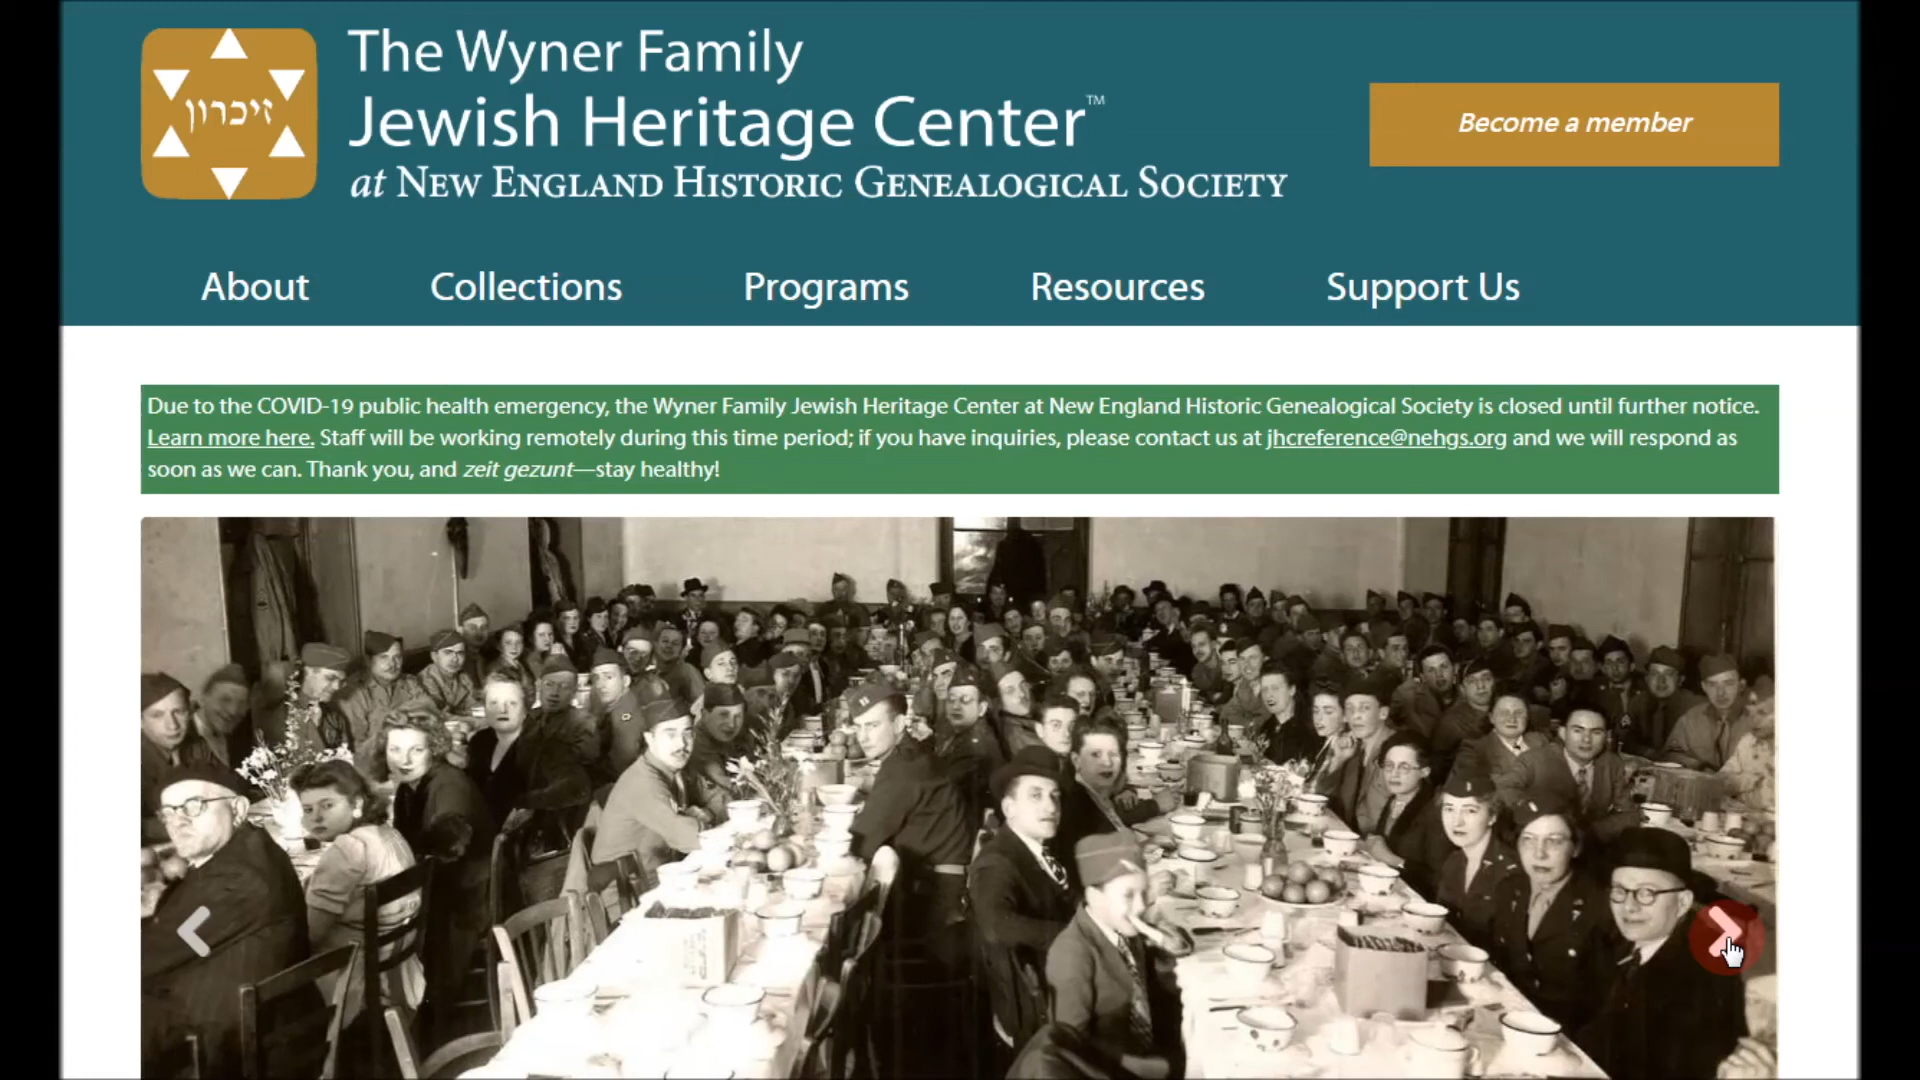 זיכרון
The Wyner Family
Jewish Heritage Center™
at NEW ENGLAND HISTORIC GENEALOGICAL SOCIETY
Become a member
About Collections Programs Resources Support Us
Due to the COVID-19 public health emergency, the Wyner Family Jewish Heritage Center at New England Historic Genealogical Society is closed until further notice.
Learn more here. Staff will be working remotely during this time period; if you have inquiries, please contact us at jhcreference@nehgs.org and we will respond as
soon as we can. Thank you, and zeit gezunt—stay healthy!